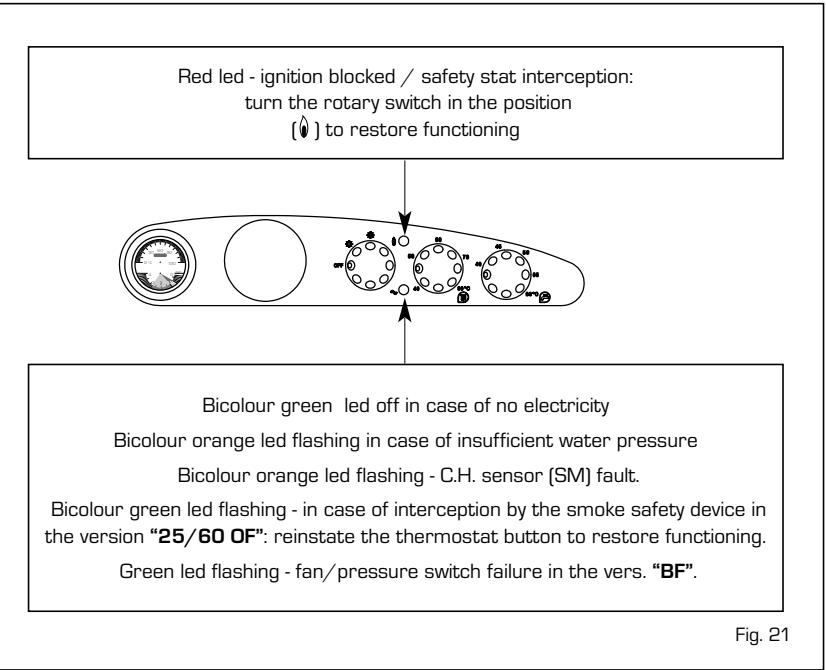 Red led - ignition blocked / safety stat interception:
turn the rotary switch in the position
( ) to restore functioning
OFF
Bicolour green led off in case of no electricity
Bicolour orange led flashing in case of insufficient water pressure
Bicolour orange led flashing - C.H. sensor (SM) fault.
Bicolour green led flashing - in case of interception by the smoke safety device in
the version “25/60 OF”: reinstate the thermostat button to restore functioning.
Green led flashing - fan/pressure switch failure in the vers. “BF”.
Fig. 21